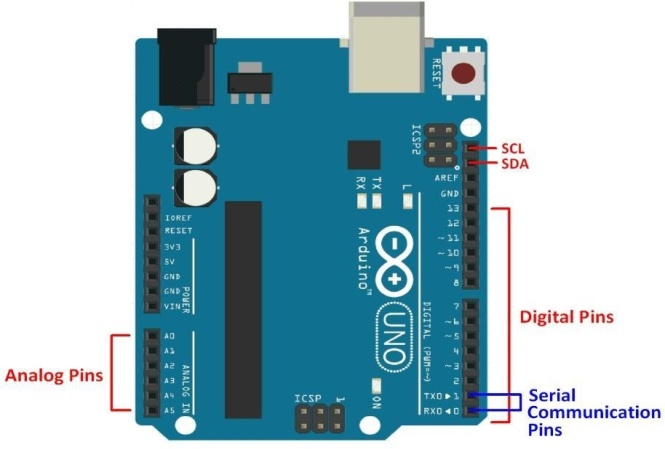 RESET
ICSP2
SCL
SDA
AREF
GND
13
12
~11
~10
~9
8
7
~6
~5
4
~3
2
TX0▶1
RX0◀0
Digital Pins
Serial
Communication
Pins
DIGITAL (PWM=~)
L
TX
RX
Arduino™
UNO
ON
ICSP
1
IOREF
RESET
3V3
5V
GND
GND
VIN
POWER
A0
A1
A2
A3
A4
A5
ANALOG IN
Analog Pins